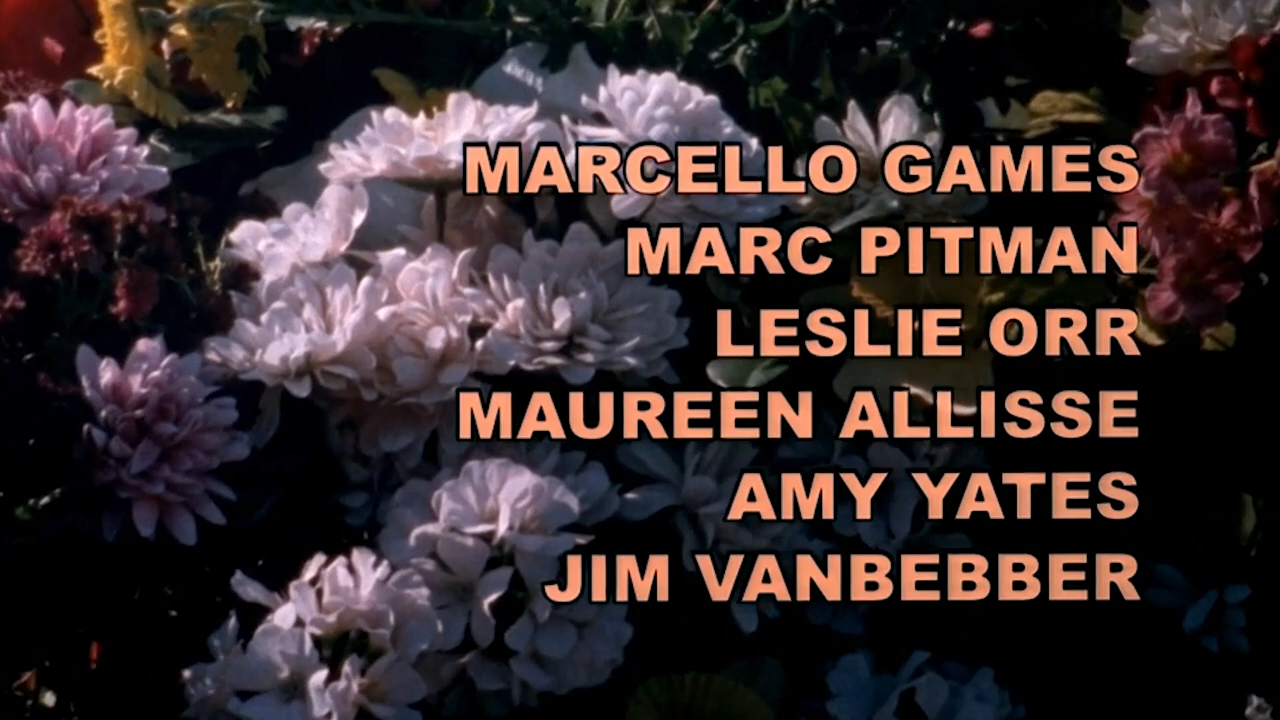 MARCELLO GAMES
MARC PITMAN
LESLIE ORR
MAUREEN ALLISSE
AMY YATES
JIM VANBEBBER